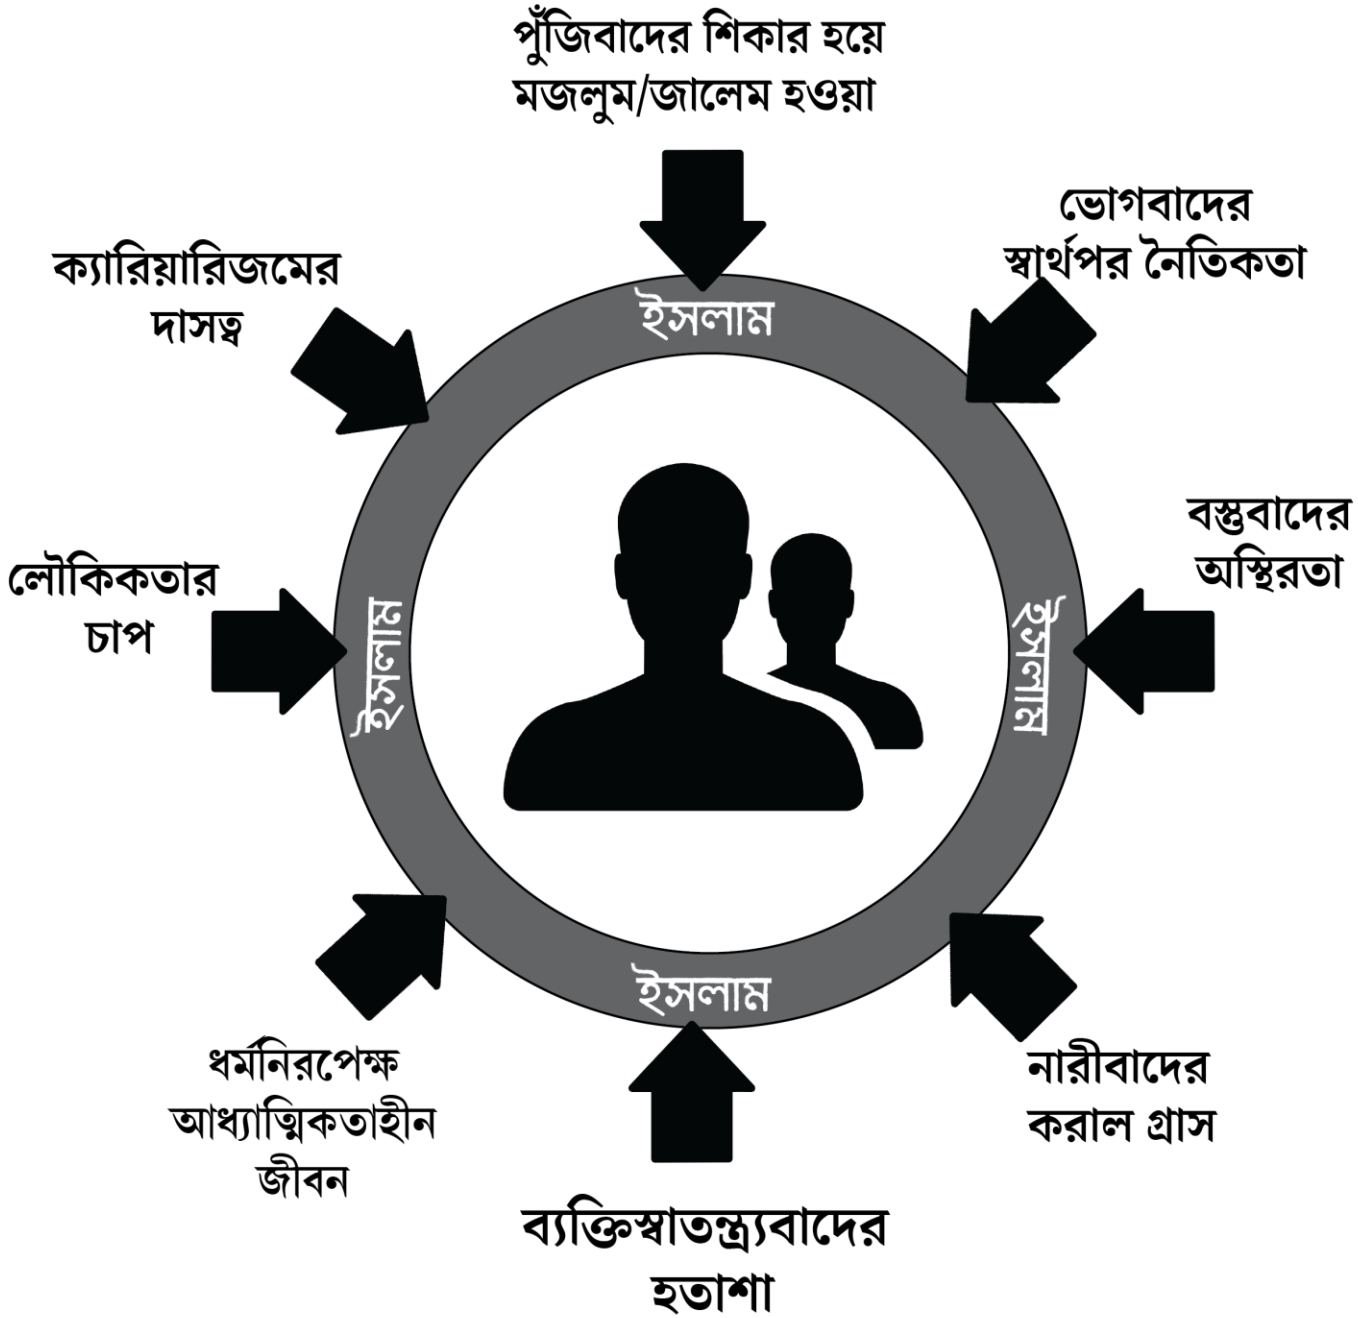 পুঁজিবাদের শিকার হয়ে
মজলুম/জালেম হওয়া
ভোগবাদের
স্বার্থপর নৈতিকতা
ক্যারিয়ারিজমের
দাসত্ব
ইসলাম
বস্তুবাদের
অস্থিরতা
লৌকিকতার
চাপ
ইসলাম
ইসলাম
ইসলাম
ধর্মনিরপেক্ষ
আধ্যাত্মিকতাহীন
জীবন
নারীবাদের
করাল গ্রাস
ব্যক্তিস্বাতন্ত্র্যবাদের
হতাশা